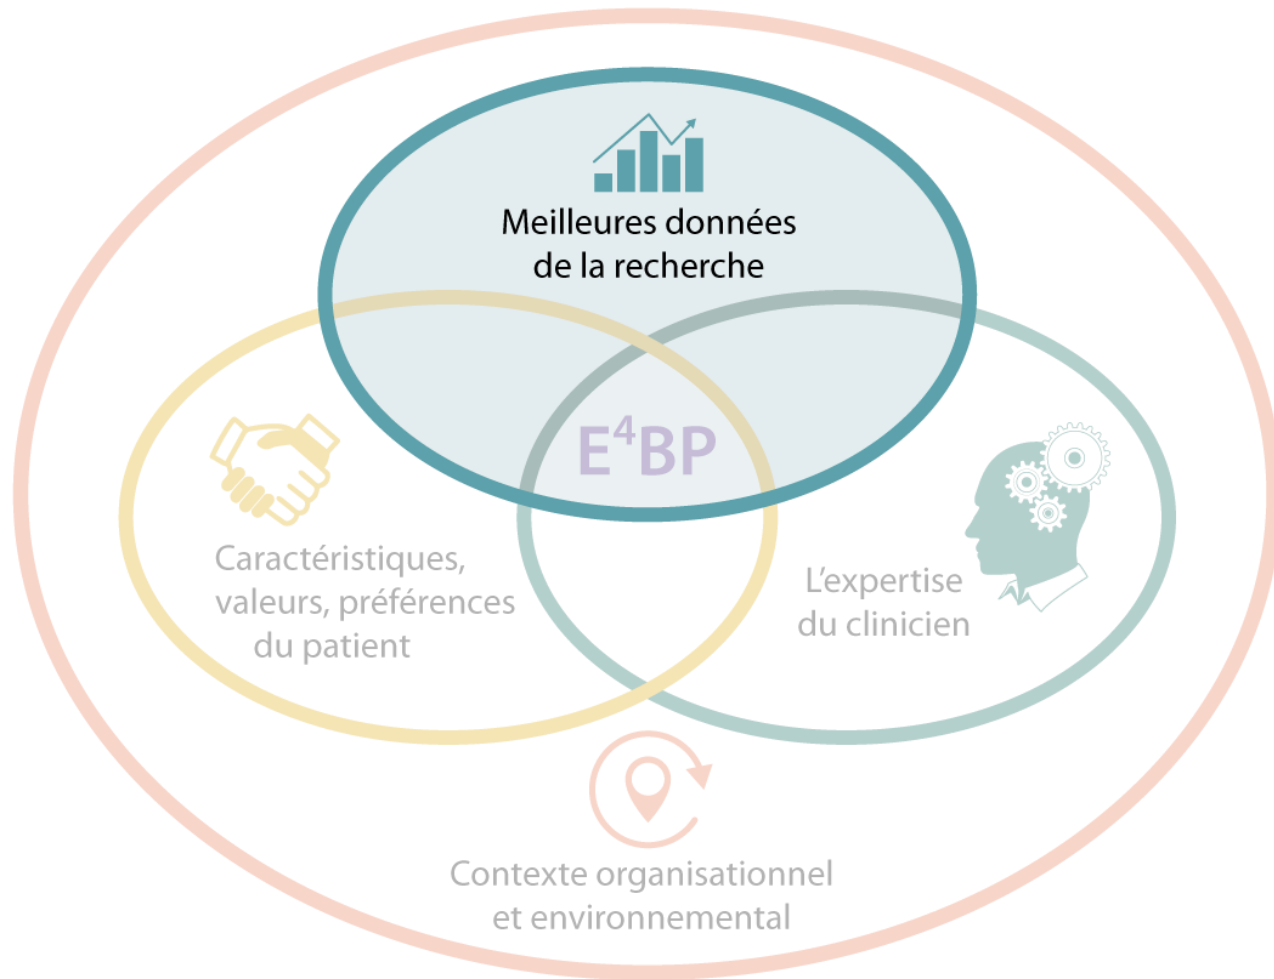 Meilleures données
de la recherche
E⁴BP
Caractéristiques,
valeurs, préférences
du patient
L’expertise
du clinicien
Contexte organisationnel
et environnemental